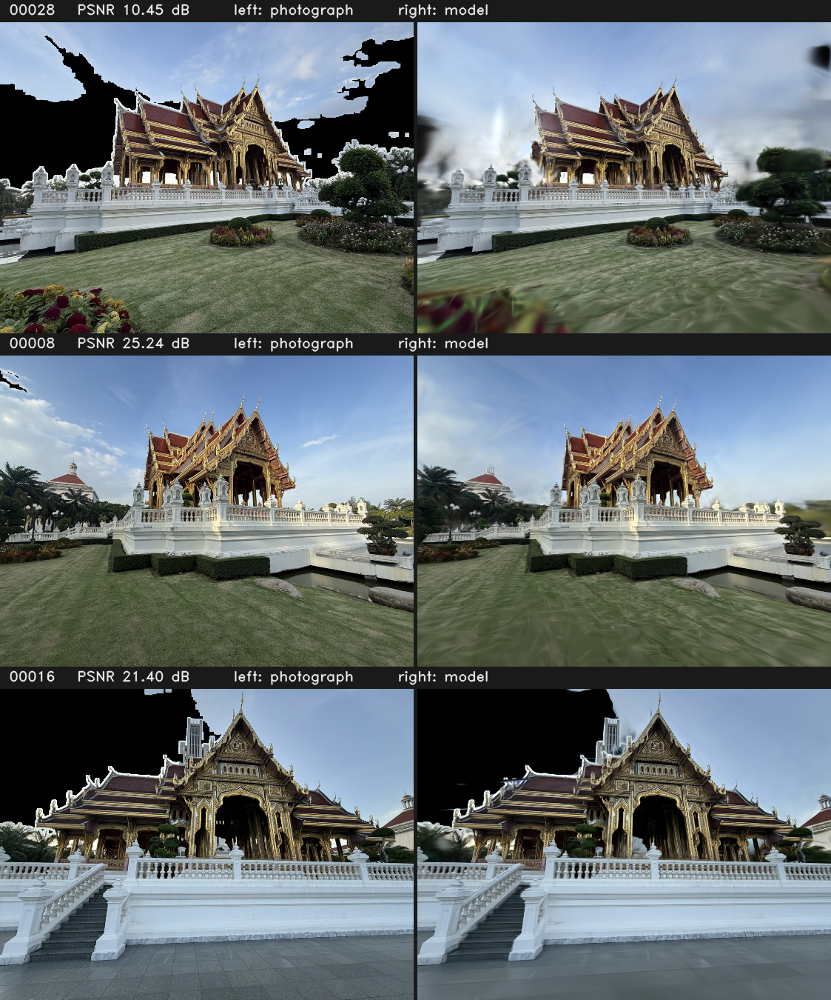 00028 PSNR 10.45 dB left: photograph right: model
00008 PSNR 25.24 dB left: photograph right: model
00016 PSNR 21.40 dB left: photograph right: model